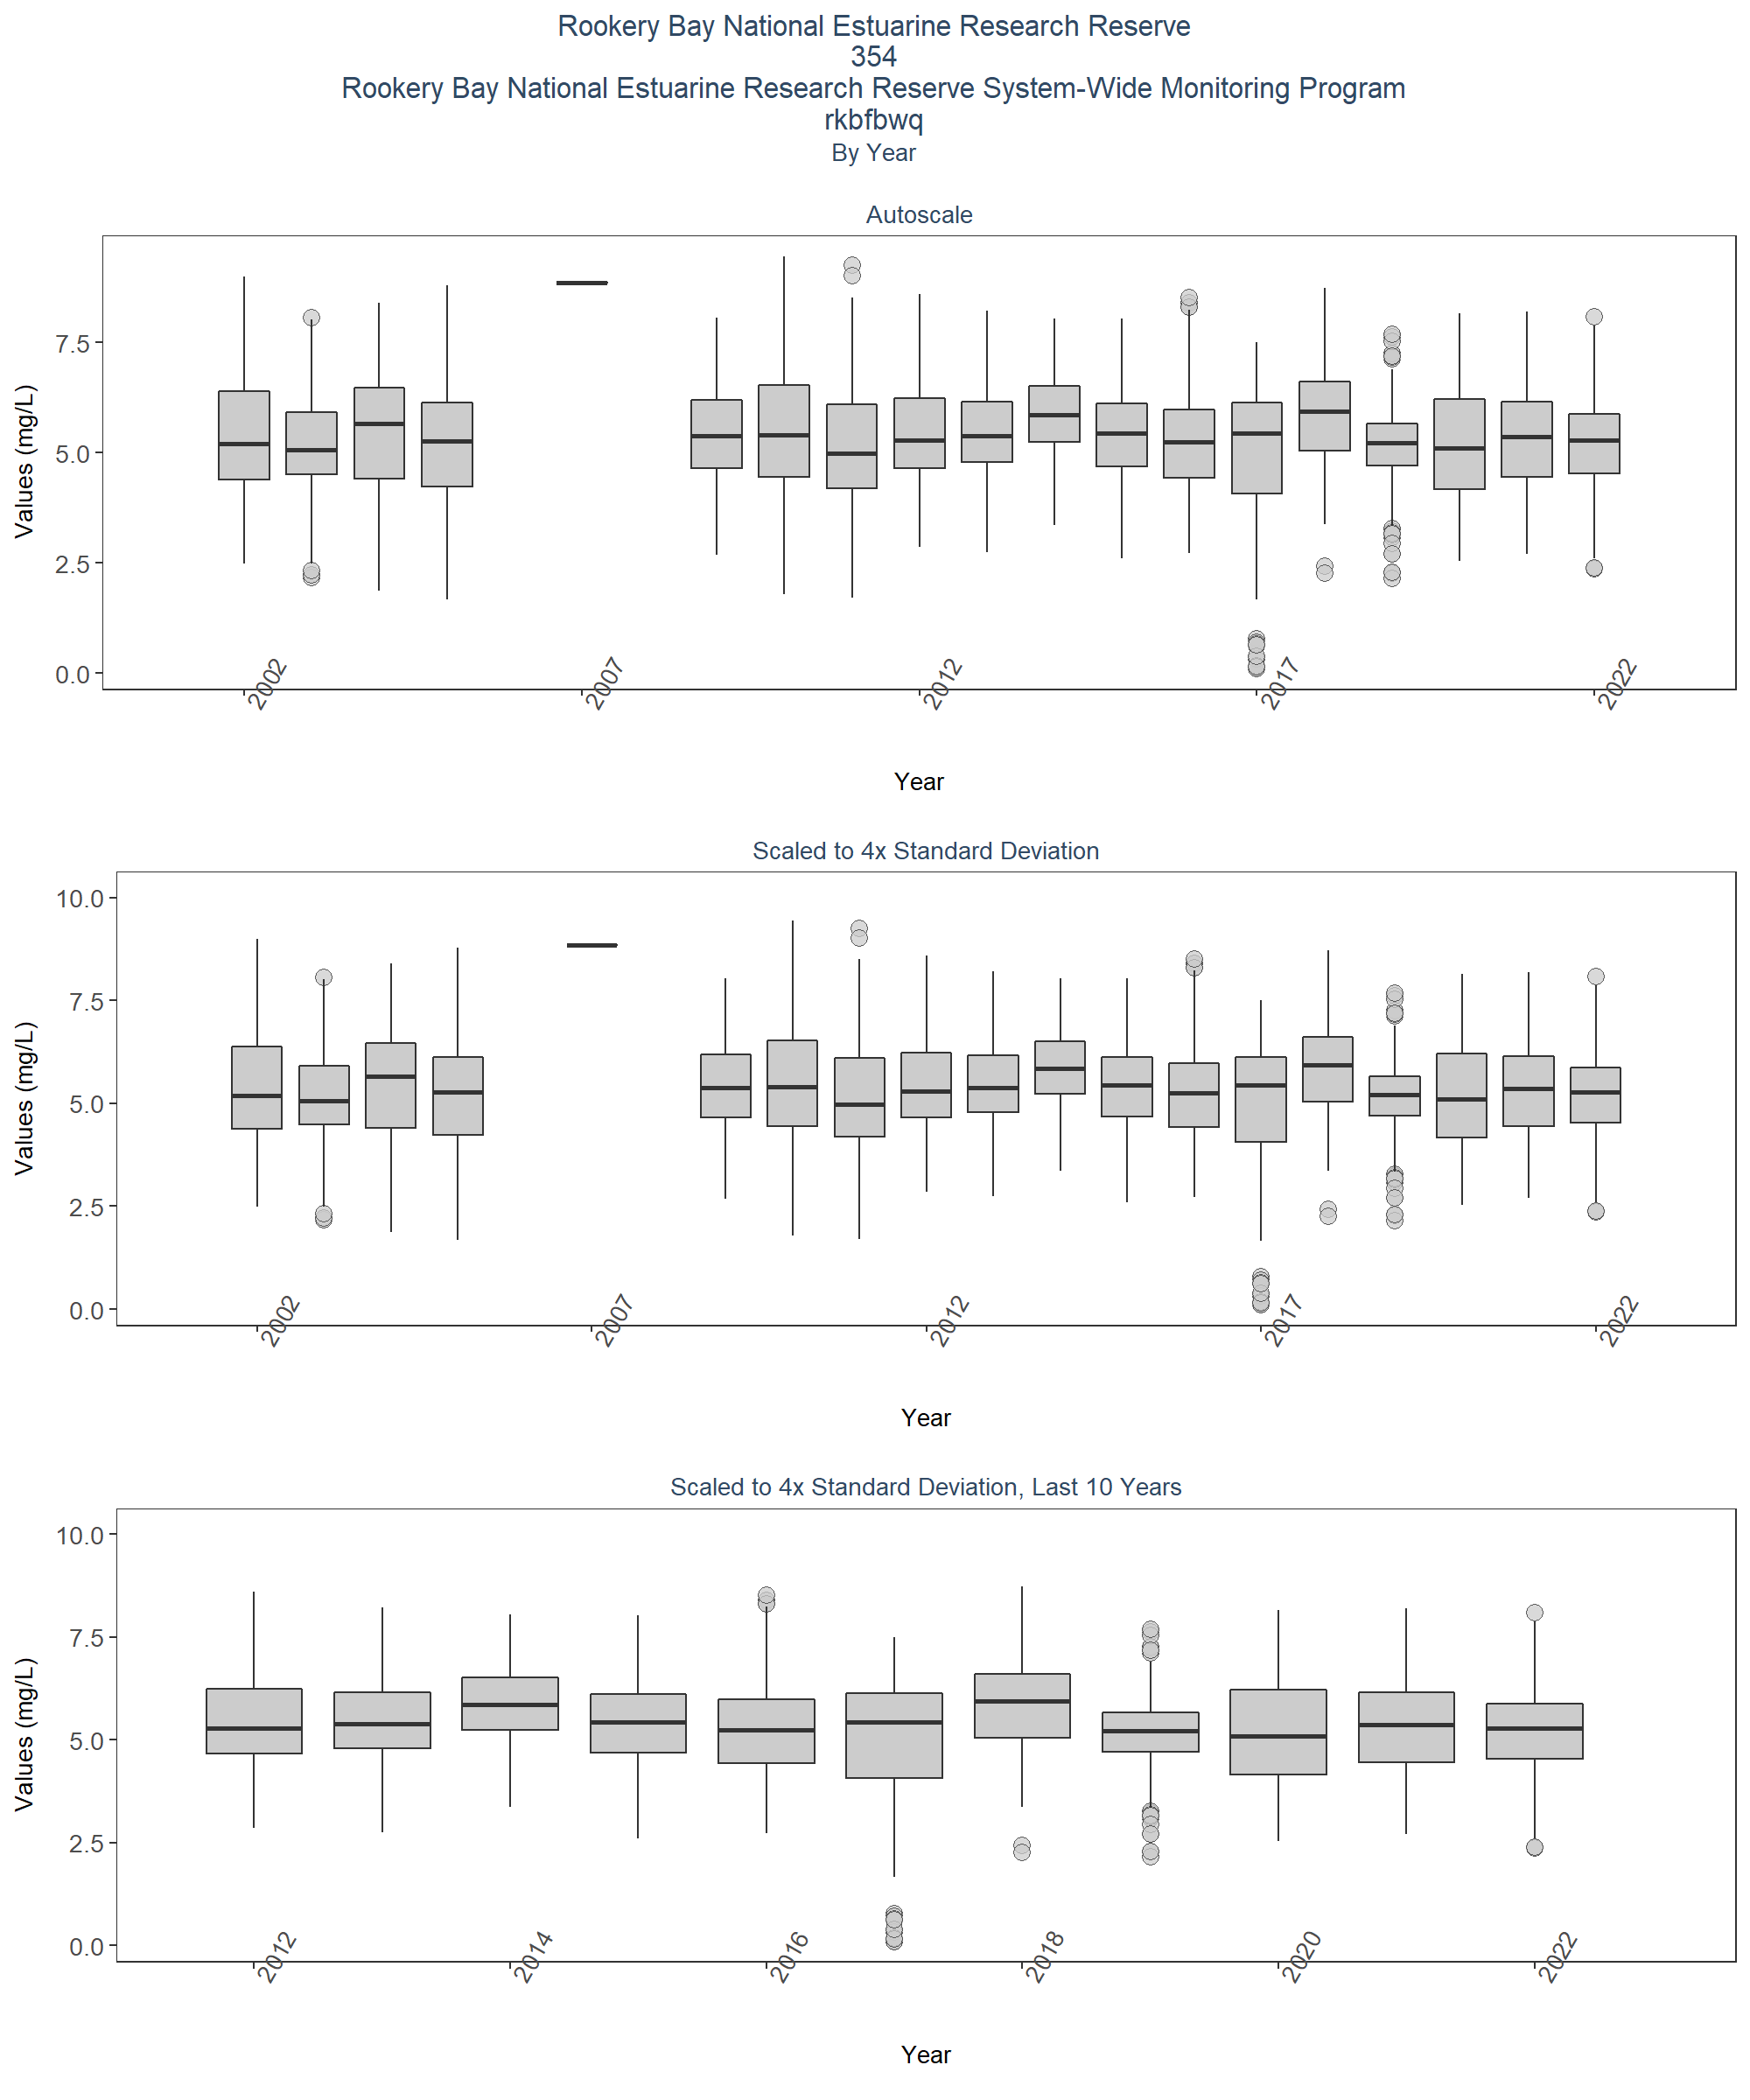 Rookery Bay National Estuarine Research Reserve
354
Rookery Bay National Estuarine Research Reserve System-Wide Monitoring Program
rkbfbwq
By Year
Autoscale
Values (mg/L)
7.5
5.0
2.5
0.0
2002 2007 2012 2017 2022
Year
Scaled to 4x Standard Deviation
Values (mg/L)
10.0
7.5
5.0
2.5
0.0
2002 2007 2012 2017 2022
Year
Scaled to 4x Standard Deviation, Last 10 Years
Values (mg/L)
10.0
7.5
5.0
2.5
0.0
2012 2014 2016 2018 2020 2022
Year